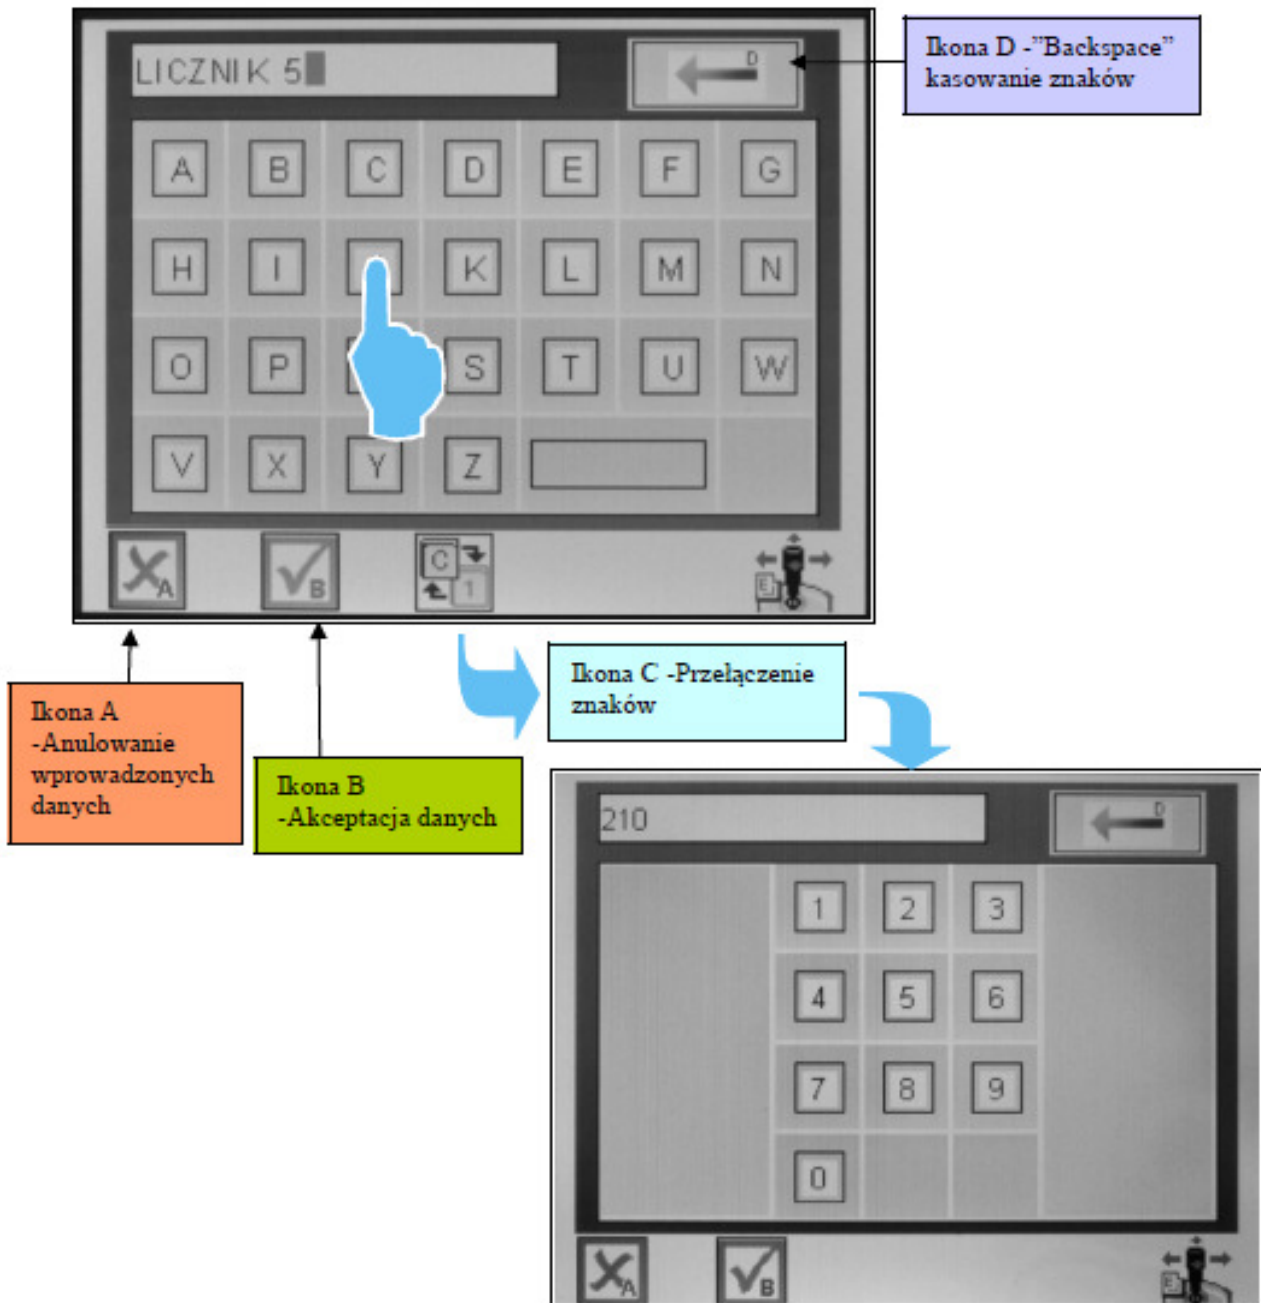 LICZNIK 5
D
Ikona D -”Backspace”
kasowanie znaków
A B C D E F G
H I K L M N
O P S T U W
V X Y Z
A B C 1 E
Ikona C -Przełączenie
znaków
Ikona A
-Anulowanie
wprowadzonych
danych
Ikona B
-Akceptacja danych
210
D
1 2 3
4 5 6
7 8 9
0
A B E